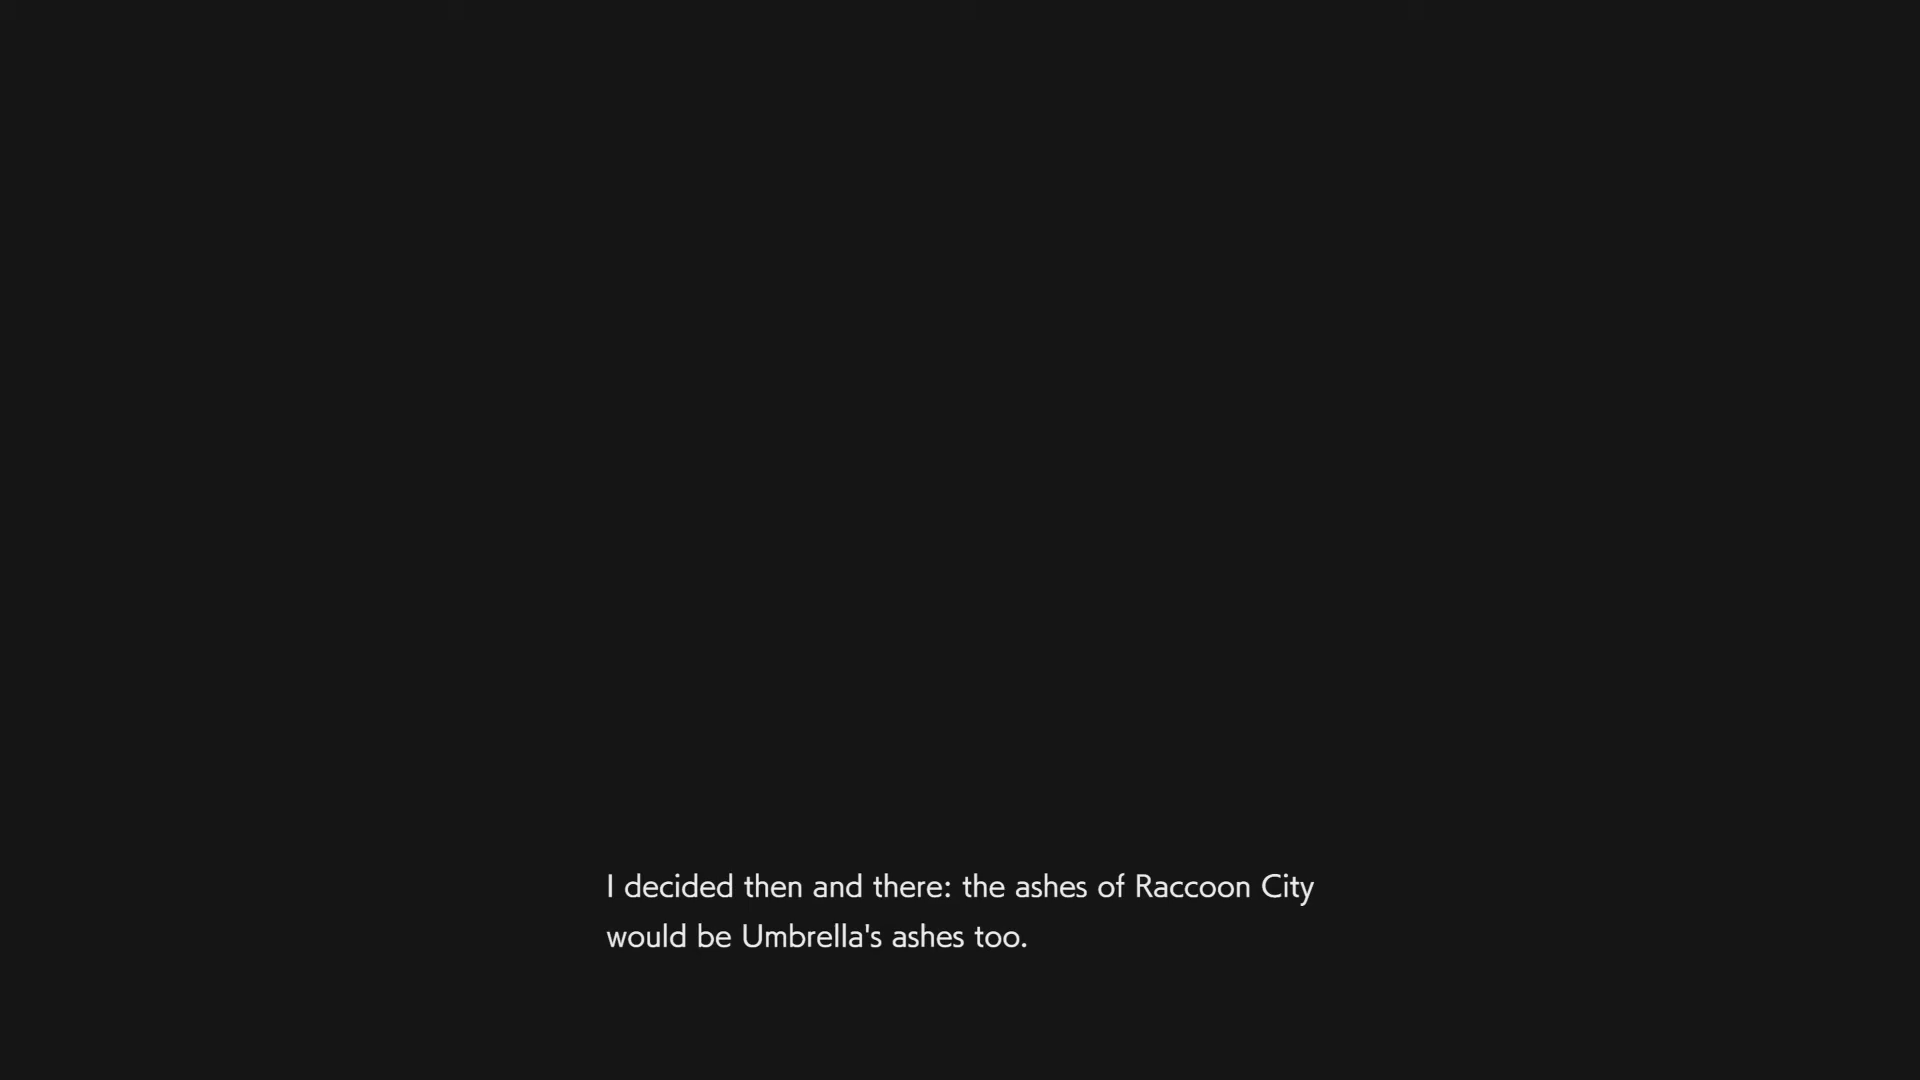 I decided then and there: the ashes of Raccoon City
would be Umbrella's ashes too.